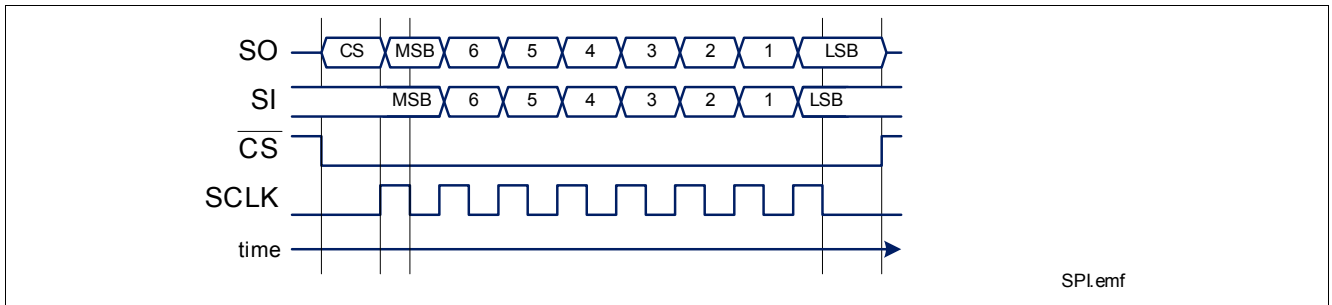 SO CS MSB 6 5 4 3 2 1 LSB
SI MSB 6 5 4 3 2 1 LSB
CS
SCLK
time
SPI.emf